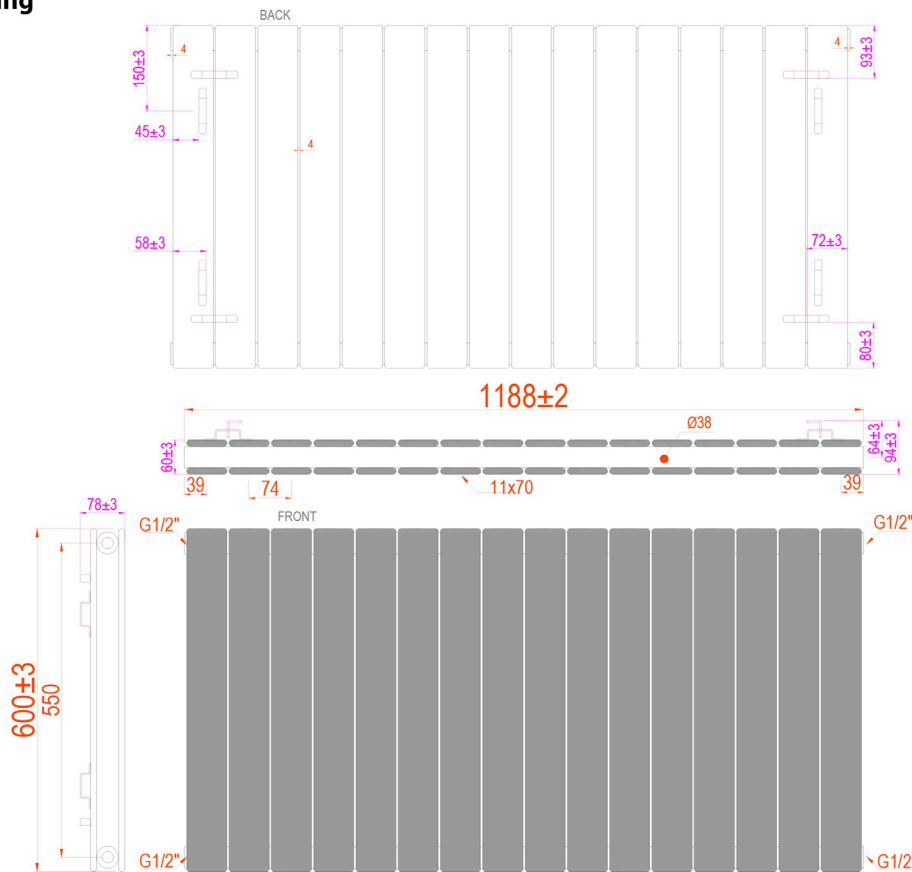 ing
BACK
150±3
4
4
93±3
45±3
4
58±3
72±3
80±3
1188±2
Ø38
60±3
64±3
94±3
39
74
11x70
39
78±3
FRONT
G1/2"
G1/2"
600±3
550
G1/2"
G1/2